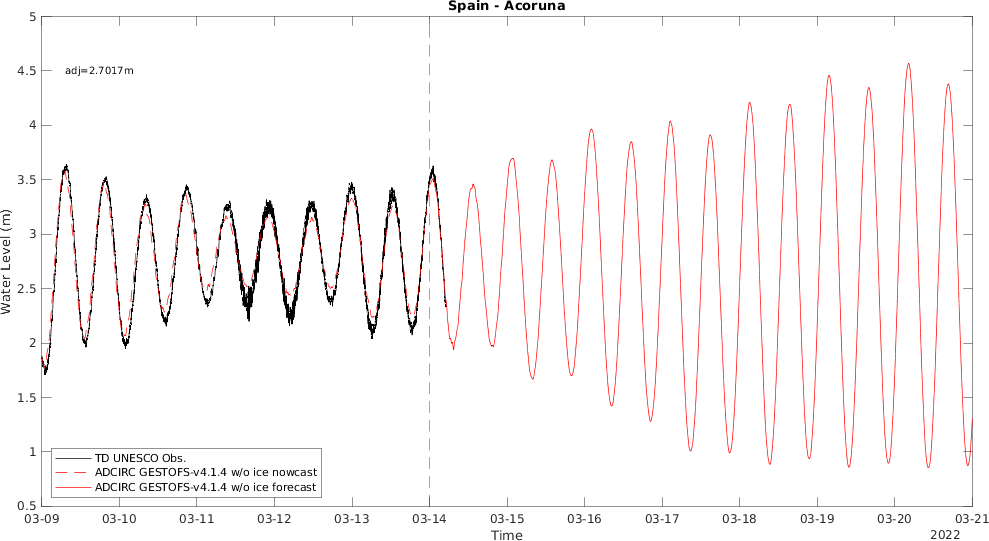 Spain - Acoruna
adj=2.7017m
Water Level (m)
5
4.5
4
3.5
3
2.5
2
1.5
1
0.5
TD UNESCO Obs.
ADCIRC GESTOFS-v4.1.4 w/o ice nowcast
ADCIRC GESTOFS-v4.1.4 w/o ice forecast
03-09 03-10 03-11 03-12 03-13 03-14 03-15 03-16 03-17 03-18 03-19 03-20 03-21
Time
2022